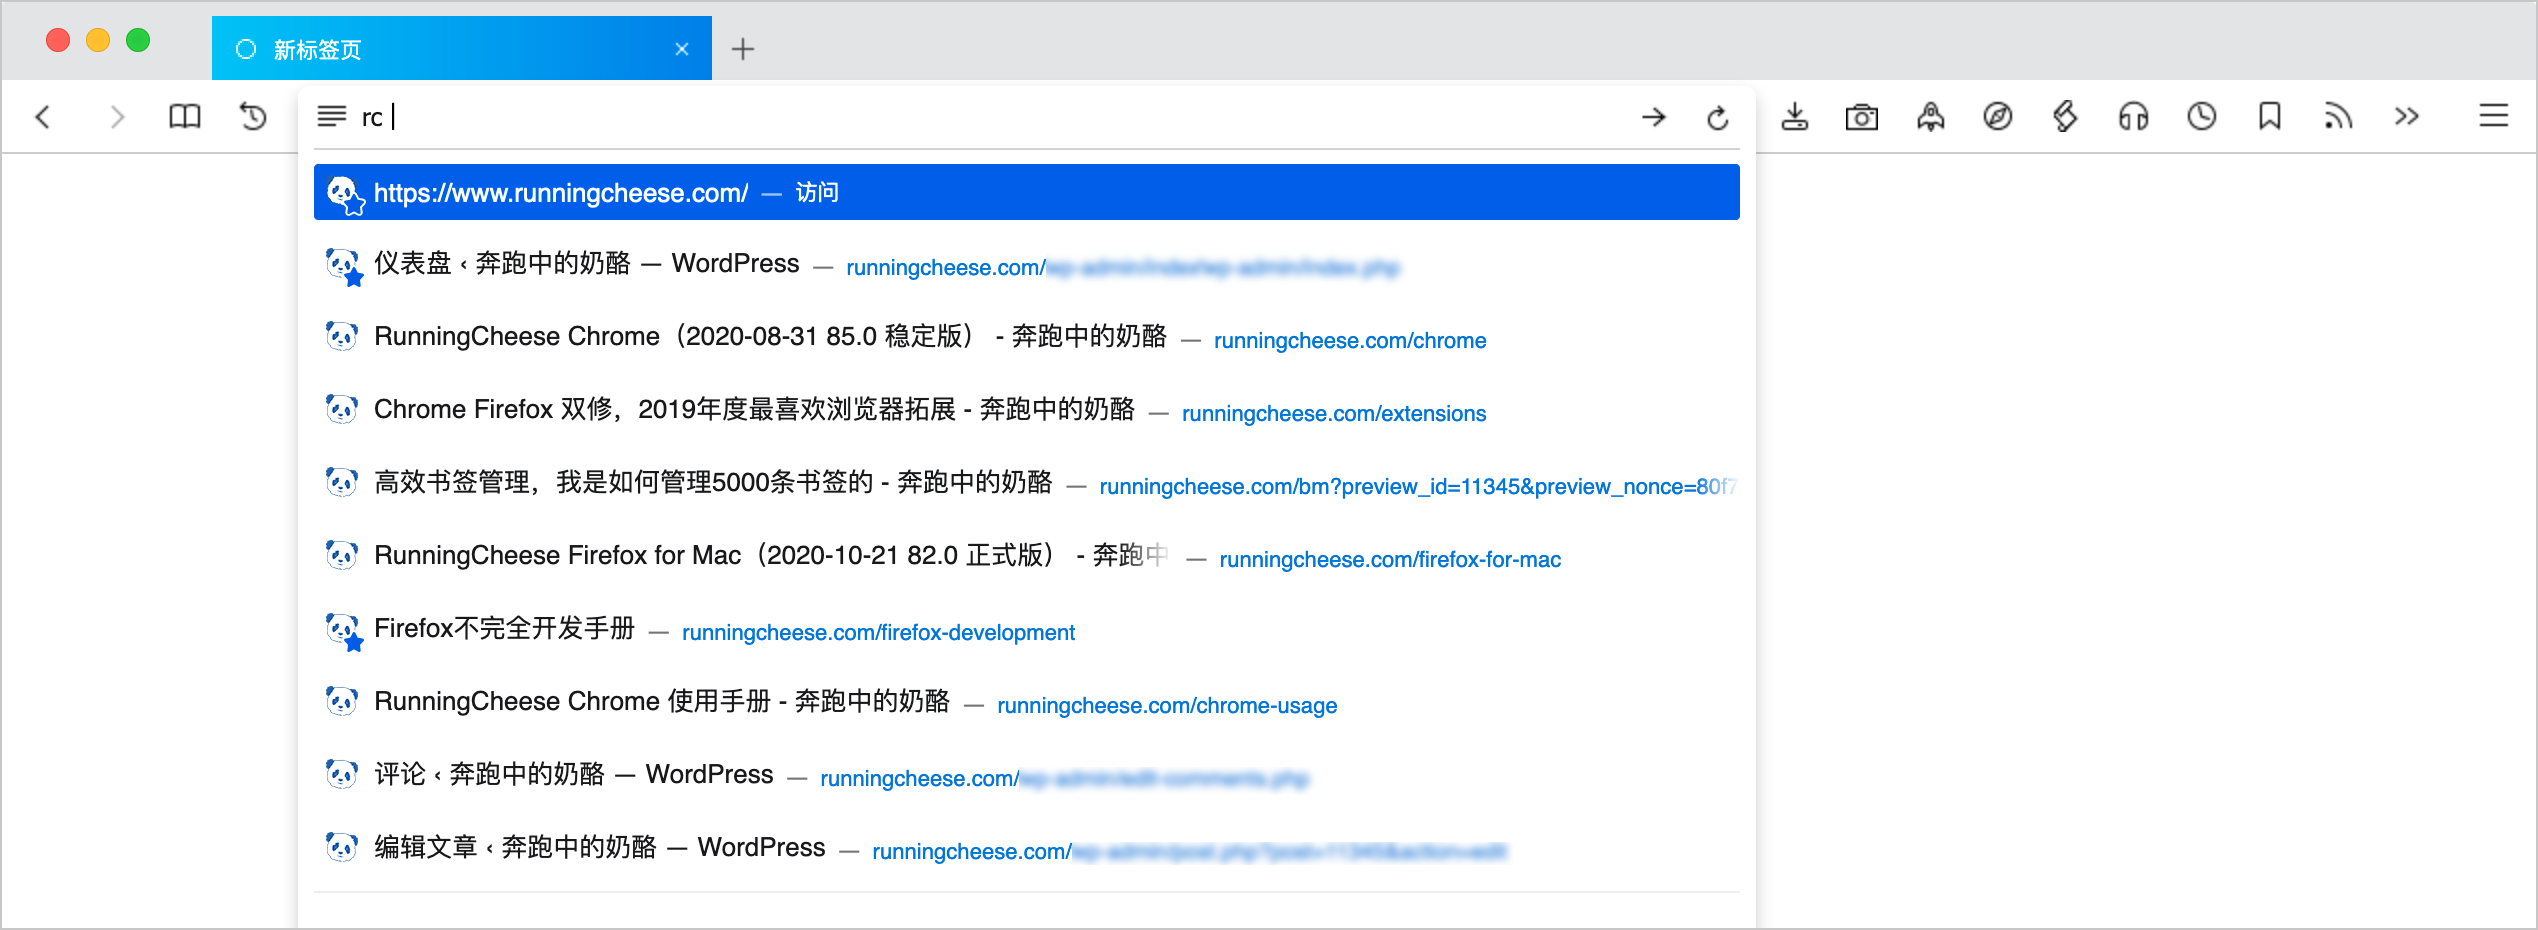 新标签页
rc
https://www.runningcheese.com/ — 访问
仪表盘 ‹ 奔跑中的奶酪 — WordPress — runningcheese.com/
RunningCheese Chrome（2020-08-31 85.0 稳定版） - 奔跑中的奶酪 — runningcheese.com/chrome
Chrome Firefox 双修，2019年度最喜欢浏览器拓展 - 奔跑中的奶酪 — runningcheese.com/extensions
高效书签管理，我是如何管理5000条书签的 - 奔跑中的奶酪 — runningcheese.com/bm?preview_id=11345&preview_nonce=80f7
RunningCheese Firefox for Mac（2020-10-21 82.0 正式版） - 奔跑中 — runningcheese.com/firefox-for-mac
Firefox不完全开发手册 — runningcheese.com/firefox-development
RunningCheese Chrome 使用手册 - 奔跑中的奶酪 — runningcheese.com/chrome-usage
评论 ‹ 奔跑中的奶酪 — WordPress — runningcheese.com/
编辑文章 ‹ 奔跑中的奶酪 — WordPress — runningcheese.com/